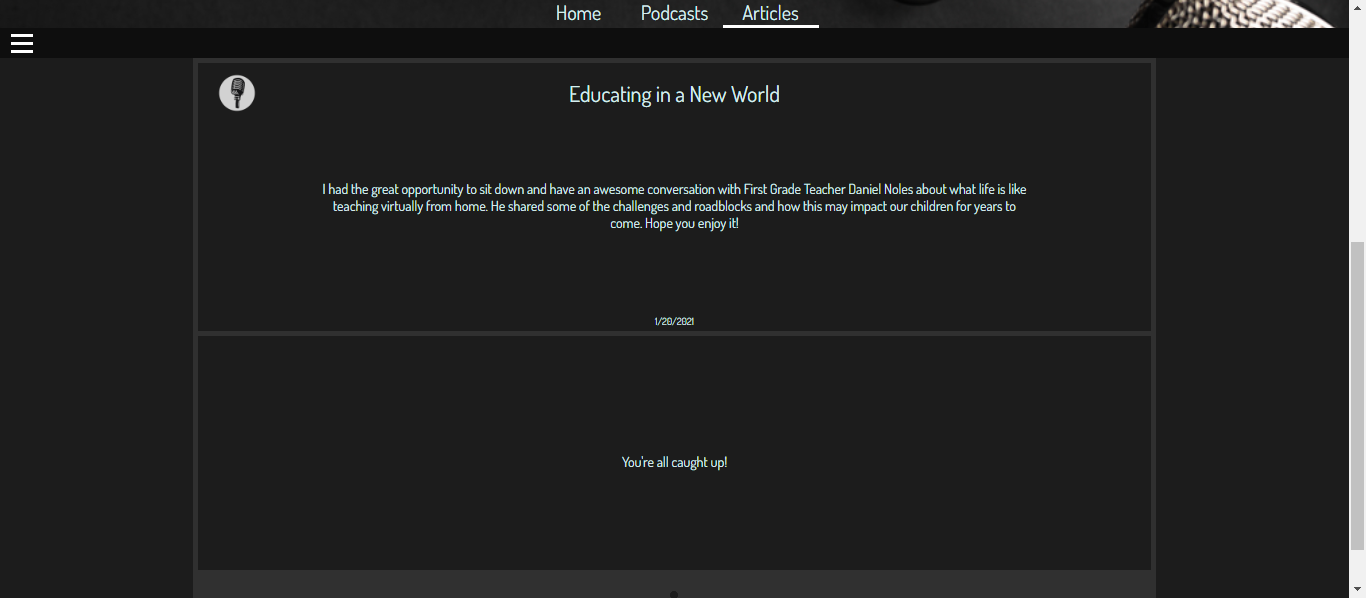 Home Podcasts Articles
Educating in a New World
I had the great opportunity to sit down and have an awesome conversation with First Grade Teacher Daniel Noles about what life is like
teaching virtually from home. He shared some of the challenges and roadblocks and how this may impact our children for years to
come. Hope you enjoy it!
1/20/2021
You're all caught up!